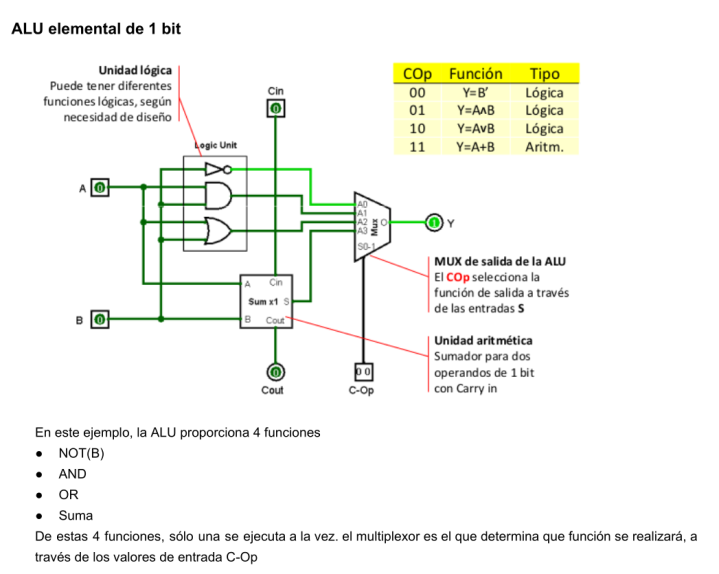 ALU elemental de 1 bit
Unidad lógica
Puede tener diferentes
funciones lógicas, según
necesidad de diseño
Cin
0
Logic Unit
COp Función Tipo
00 Y=B’ Lógica
01 Y=A∧B Lógica
10 Y=A∨B Lógica
11 Y=A+B Aritm.
A 0
A0
A1
A2
A3
Mux
O
S0-1
1 Y
MUX de salida de la ALU
El COp selecciona la
función de salida a través
de las entradas S
A Cin
Sum x1 S
B Cout
B 0
Unidad aritmética
Sumador para dos
operandos de 1 bit
con Carry in
0
Cout
0 0
C-Op
En este ejemplo, la ALU proporciona 4 funciones
● NOT(B)
● AND
● OR
● Suma
De estas 4 funciones, sólo una se ejecuta a la vez. el multiplexor es el que determina que función se realizará, a
través de los valores de entrada C-Op